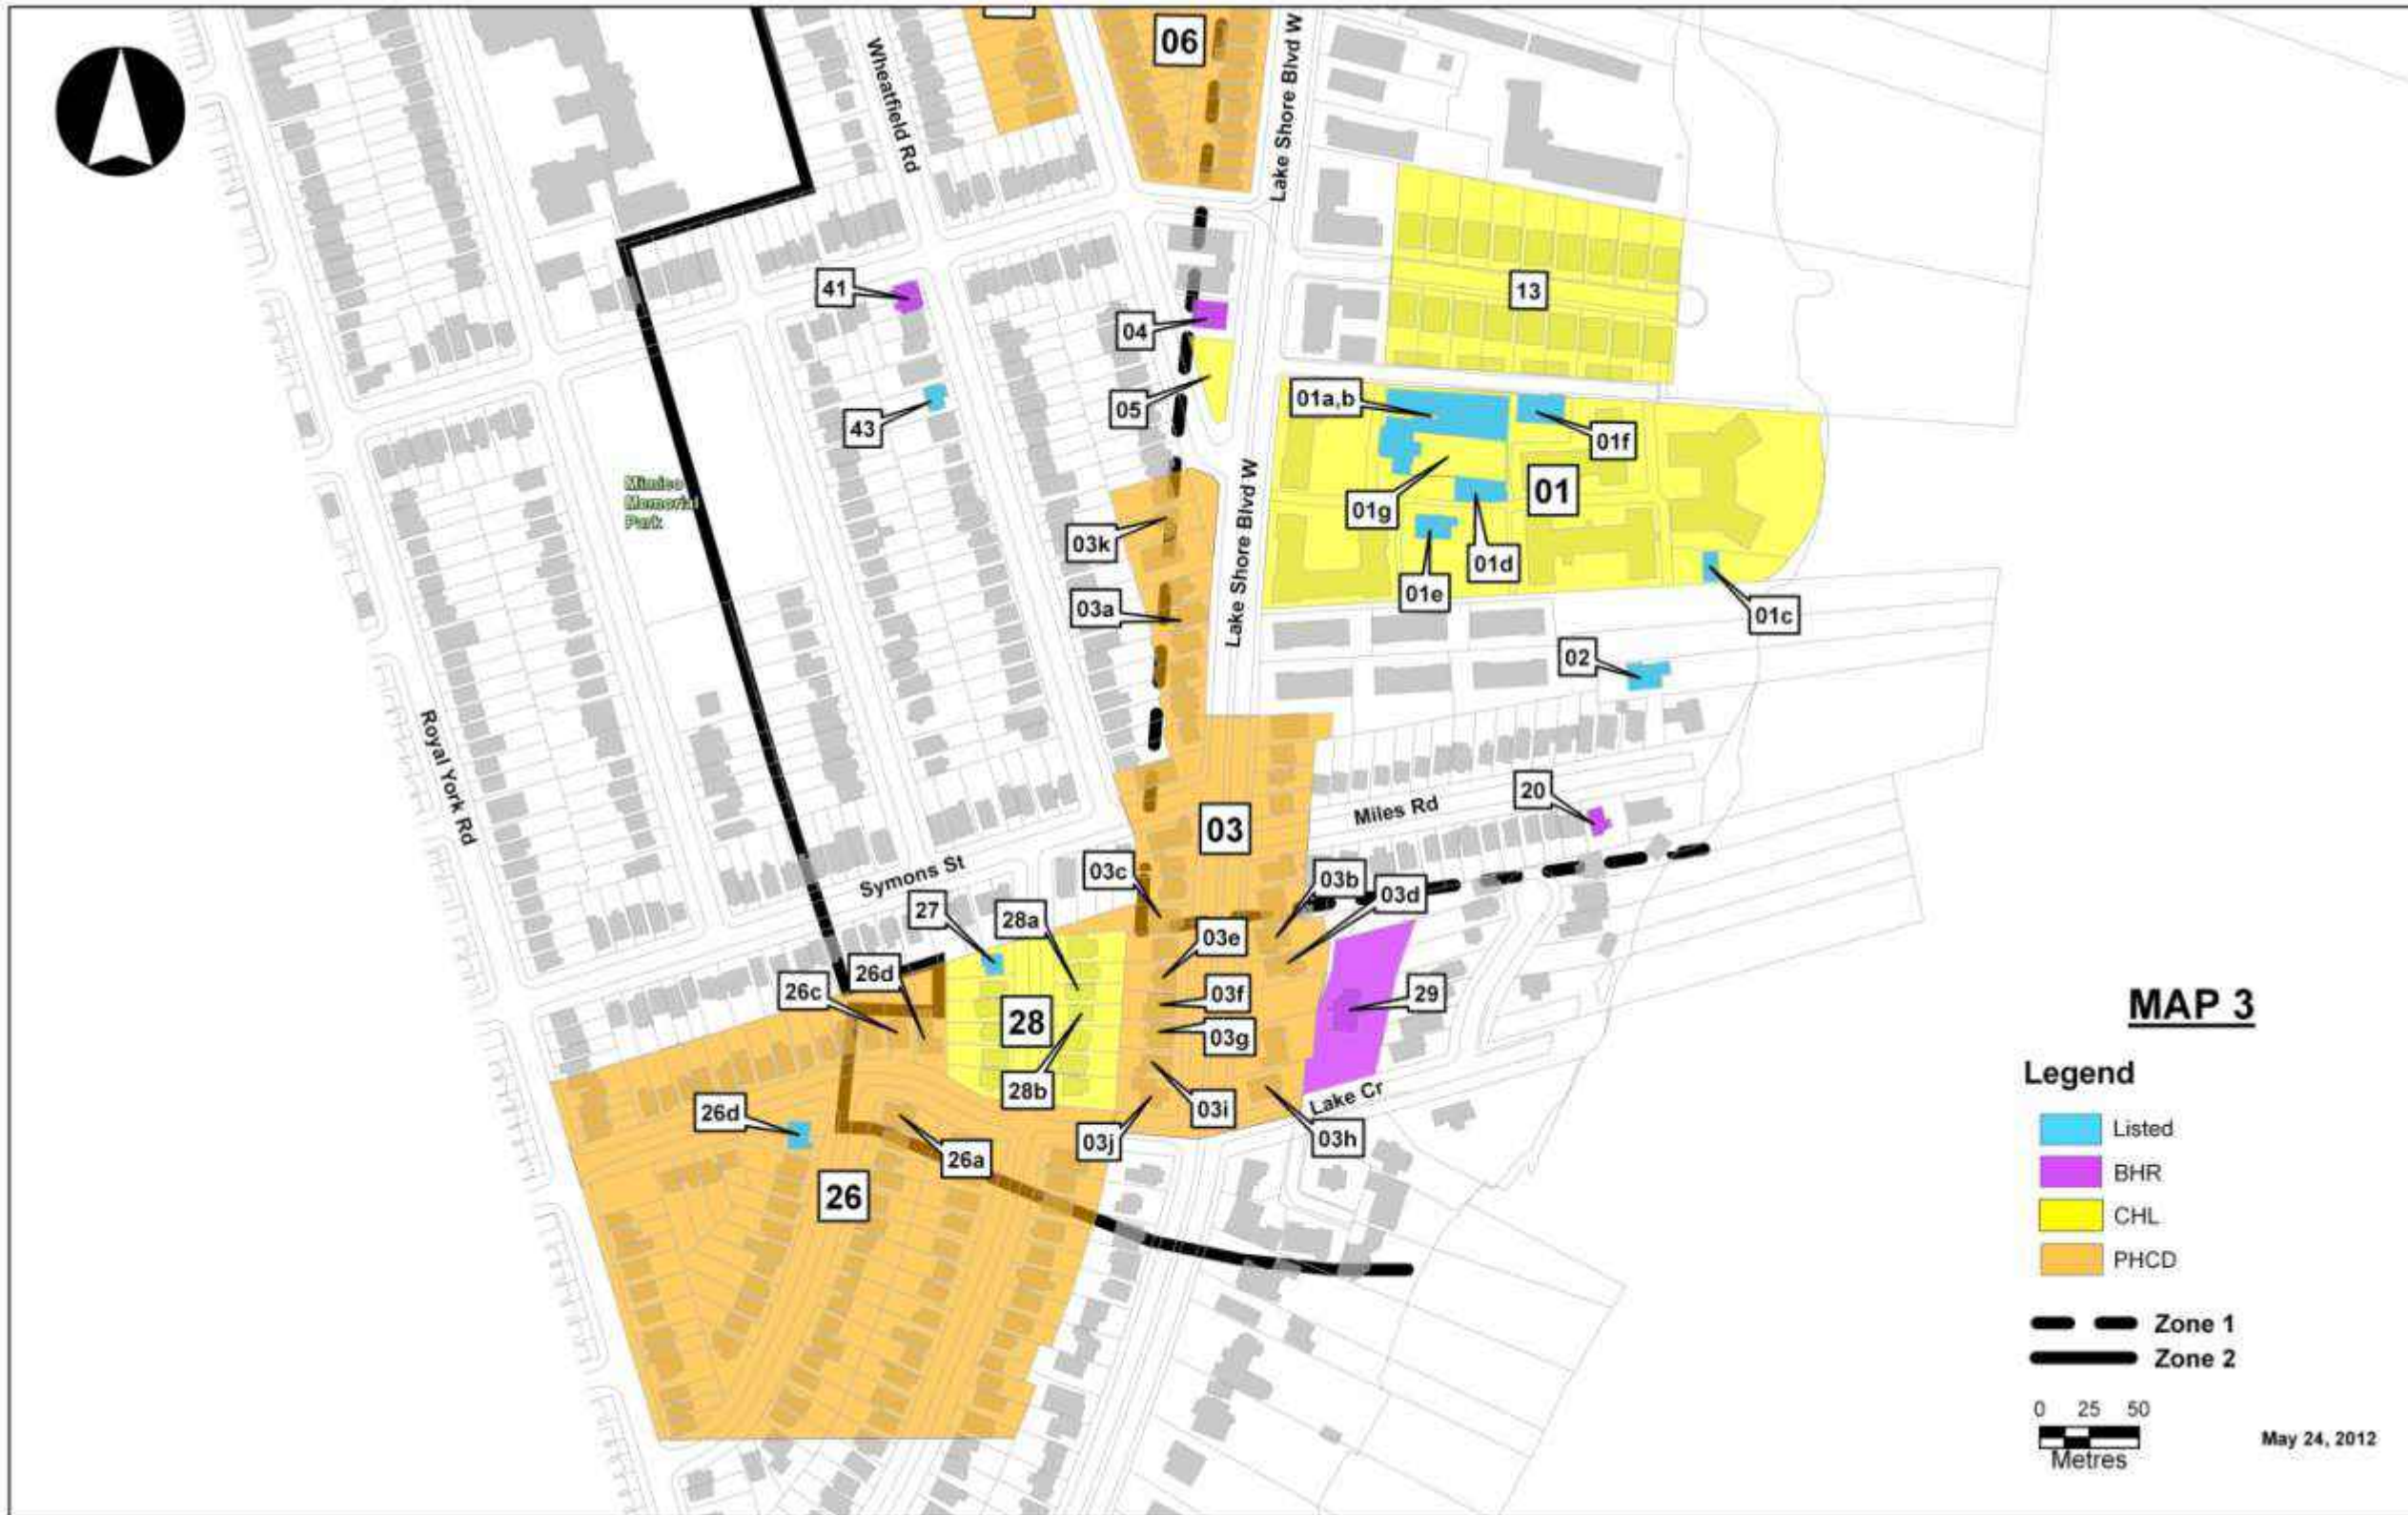 06
Wheatfield Rd
Lake Shore Blvd W
41
13
04
43
05
01a,b
01f
Mimico
Memorial
Park
01
01g
03k
Lake Shore Blvd W
01d
01e
03a
01c
02
Royal York Rd
20
Miles Rd
03
Symons St
03c
03b
03d
27
28a
03e
26d
26c
03f
29
28
03g
28b
Lake Cr
03i
26d
03j
03h
26a
26
MAP 3
Legend
Listed
BHR
CHL
PHCD
Zone 1
Zone 2
0 25 50
Metres
May 24, 2012